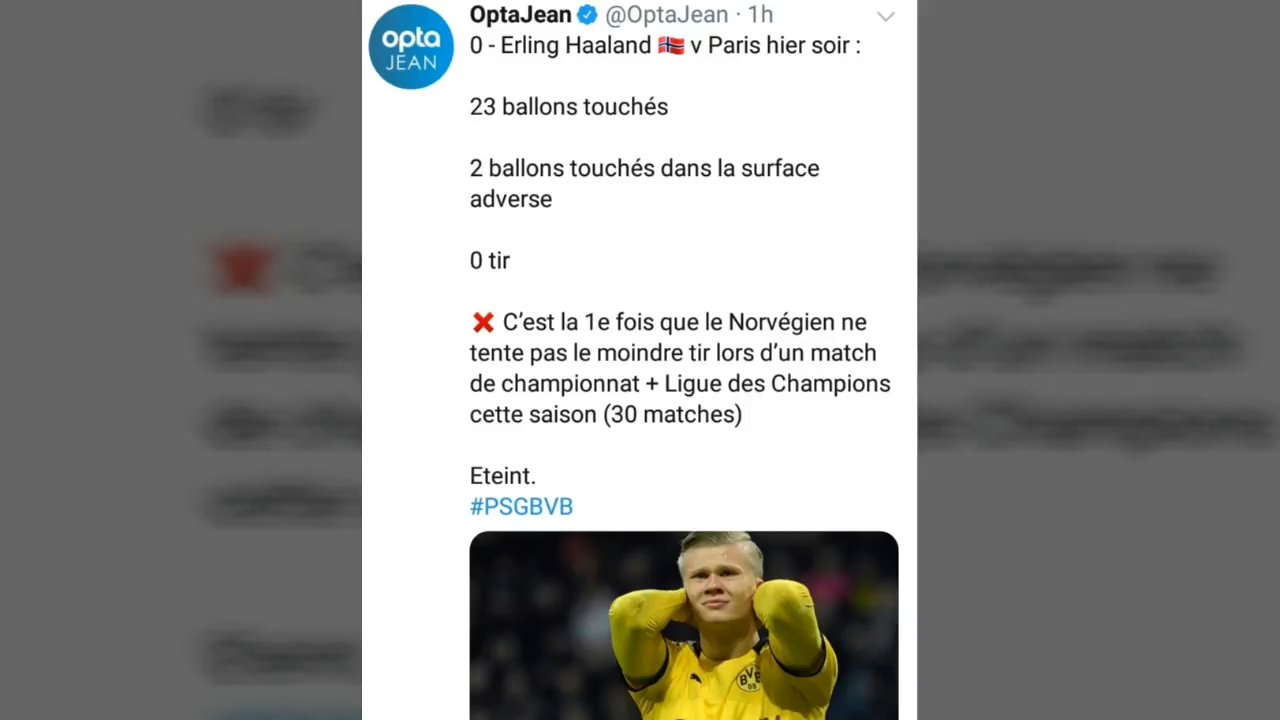 opta
JEAN
OptaJean @OptaJean · 1h
0 - Erling Haaland 🇳🇴 v Paris hier soir :
23 ballons touchés
2 ballons touchés dans la surface
adverse
0 tir
❌ C’est la 1e fois que le Norvégien ne
tente pas le moindre tir lors d’un match
de championnat + Ligue des Champions
cette saison (30 matches)
Eteint.
#PSGBVB
BVB
09